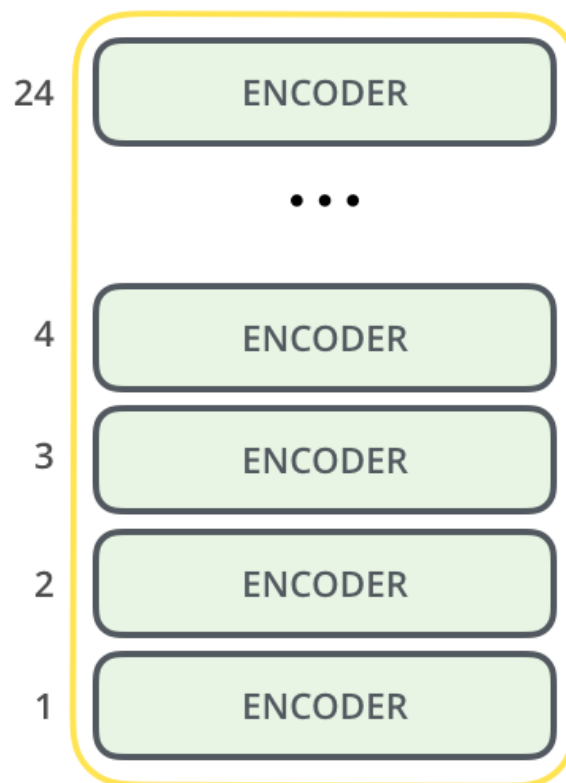 24 ENCODER
...
4 ENCODER
3 ENCODER
2 ENCODER
1 ENCODER